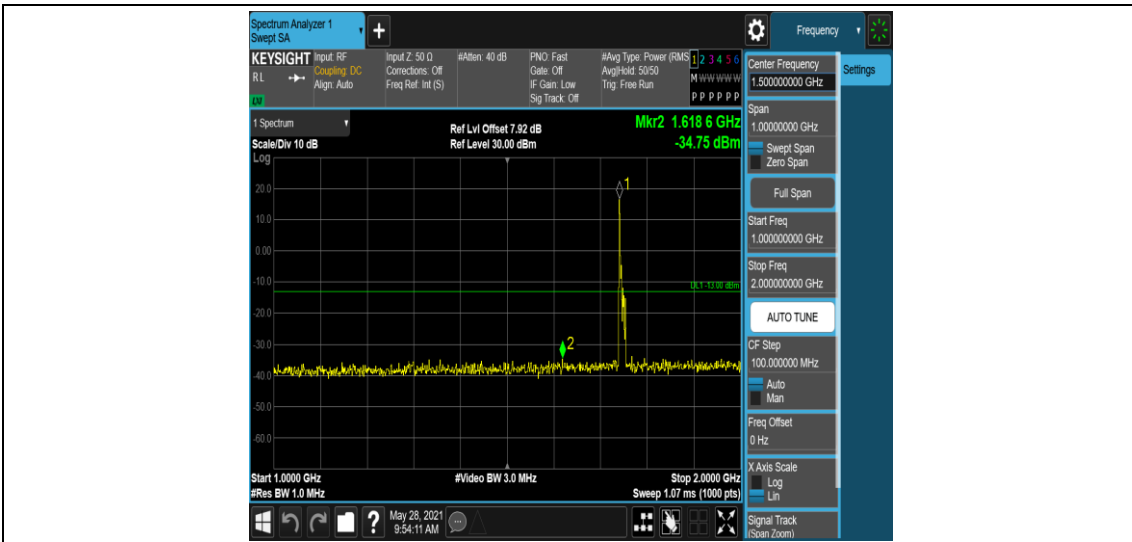 Spectrum Analyzer 1
Swept SA
+
Frequency
KEYSIGHT
RL
LXI
Input: RF
Coupling: DC
Align: Auto
Input Z: 50 Ω
Corrections: Off
Freq Ref: Int (S)
#Atten: 40 dB
PNO: Fast
Gate: Off
IF Gain: Low
Sig Track: Off
#Avg Type: Power (RMS
Avg|Hold: 50/50
Trig: Free Run
1 2 3 4 5 6
M W W W W W
P P P P P P
1 Spectrum
Scale/Div 10 dB
Log
Ref Lvl Offset 7.92 dB
Ref Level 30.00 dBm
Mkr2 1.618 6 GHz
-34.75 dBm
20.0
10.0
0.00
-10.0
-20.0
-30.0
-40.0
-50.0
-60.0
1
DL1 -13.00 dBm
2
Start 1.0000 GHz
#Res BW 1.0 MHz
#Video BW 3.0 MHz
Stop 2.0000 GHz
Sweep 1.07 ms (1000 pts)
?
May 28, 2021
9:54:11 AM
Center Frequency
1.500000000 GHz
Settings
Span
1.00000000 GHz
Swept Span
Zero Span
Full Span
Start Freq
1.000000000 GHz
Stop Freq
2.000000000 GHz
AUTO TUNE
CF Step
100.000000 MHz
Auto
Man
Freq Offset
0 Hz
X Axis Scale
Log
Lin
Signal Track
(Span Zoom)